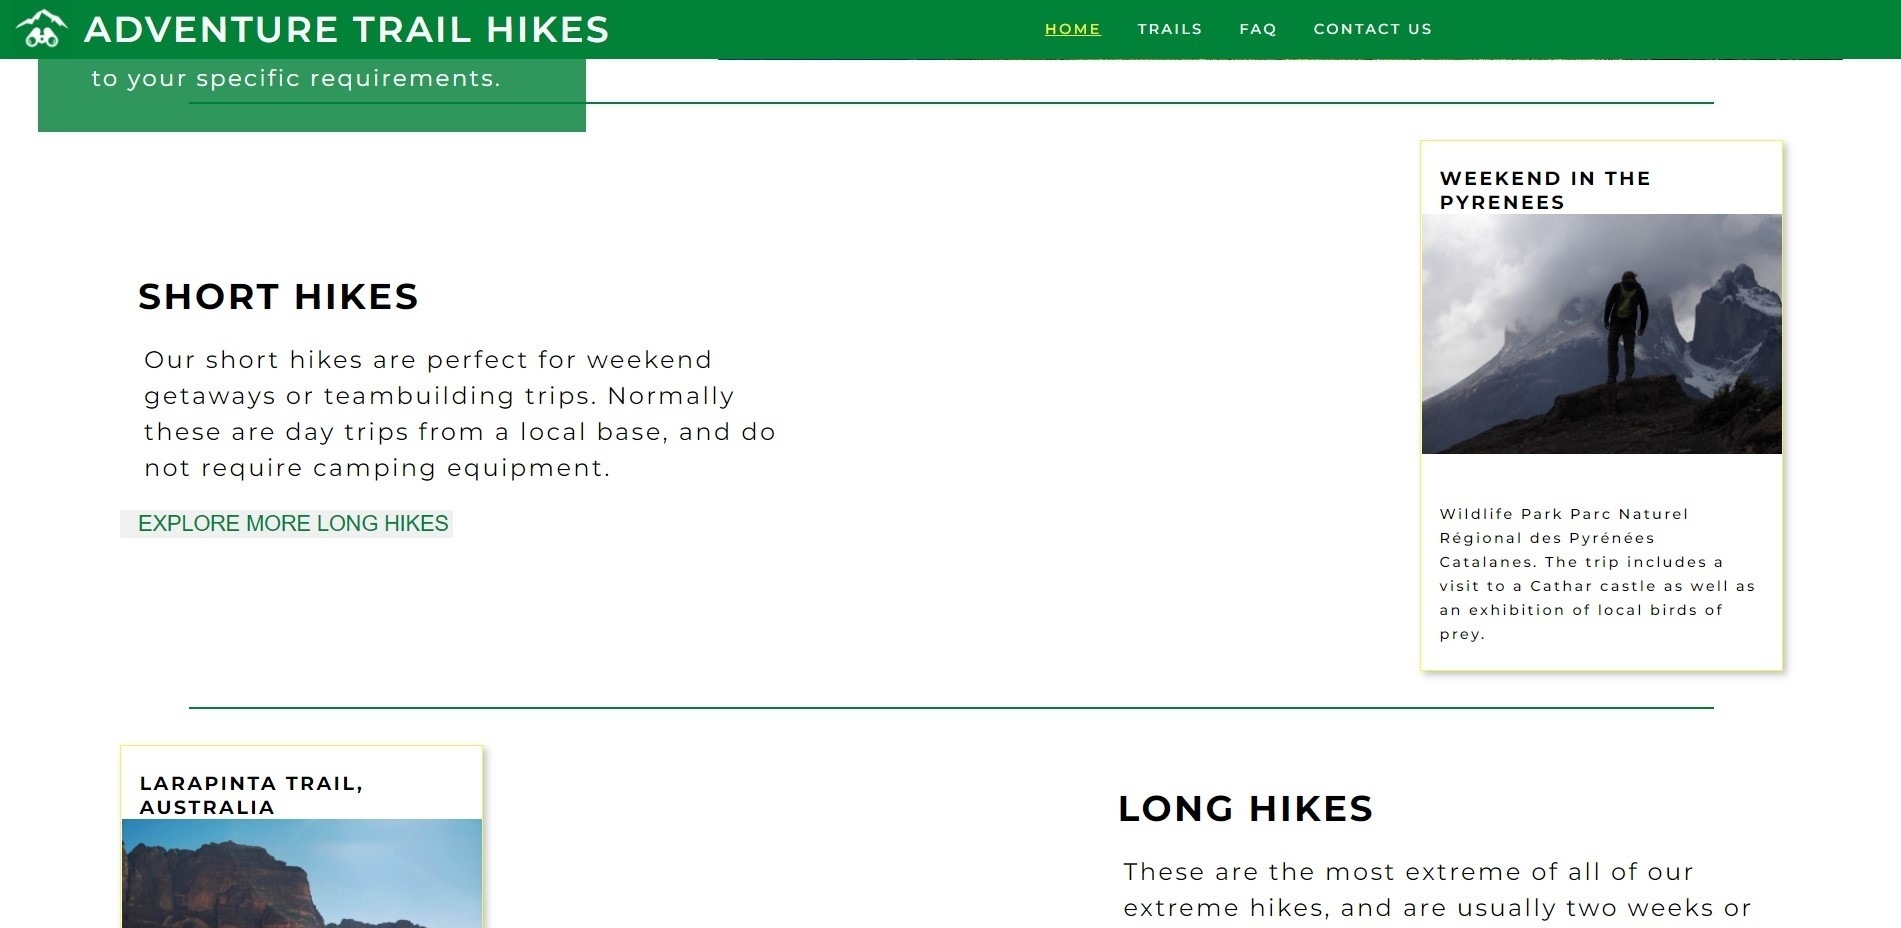 ADVENTURE TRAIL HIKES
HOME
TRAILS
FAQ
CONTACT US
to your specific requirements.
SHORT HIKES
Our short hikes are perfect for weekend
getaways or teambuilding trips. Normally
these are day trips from a local base, and do
not require camping equipment.
EXPLORE MORE LONG HIKES
WEEKEND IN THE
PYRENEES
Wildlife Park Parc Naturel
Régional des Pyrénées
Catalanes. The trip includes a
visit to a Cathar castle as well as
an exhibition of local birds of
prey.
LARAPINTA TRAIL,
AUSTRALIA
LONG HIKES
These are the most extreme of all of our
extreme hikes, and are usually two weeks or